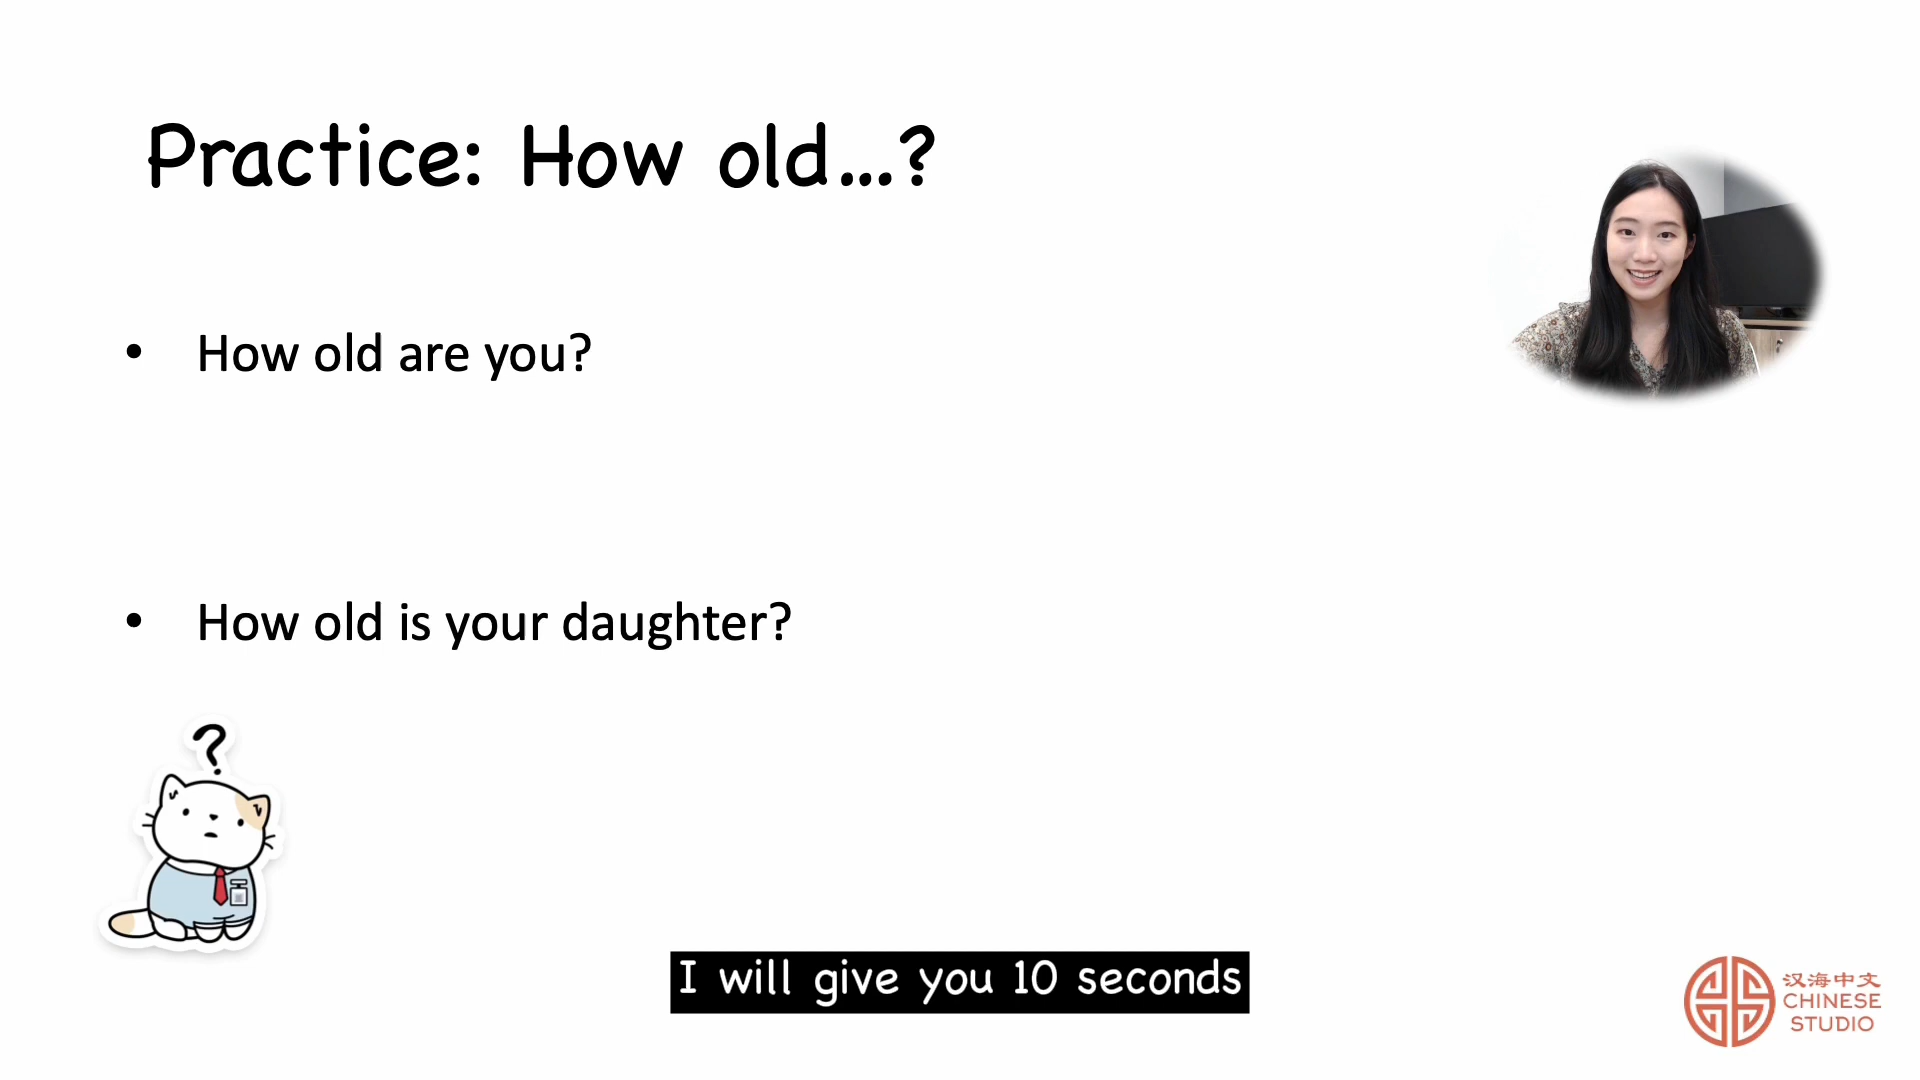 Practice: How old...?
• How old are you?
• How old is your daughter?
?
I will give you 10 seconds
汉海中文
CHINESE
STUDIO